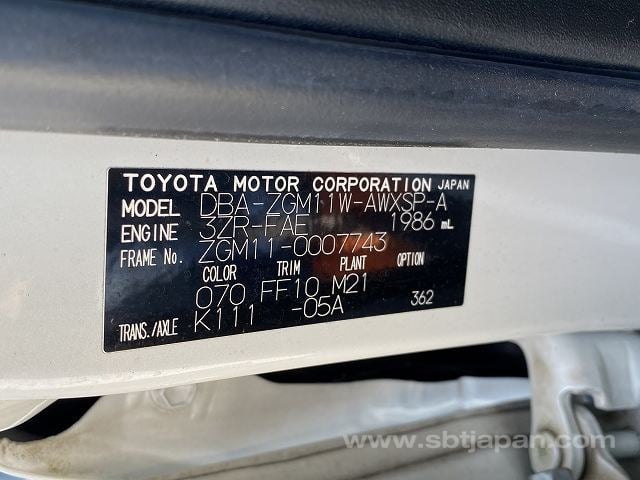 TOYOTA MOTOR CORPORATION JAPAN
MODEL DBA-ZGM11W-AWXSP-A
ENGINE 3ZR-FAE 1986 mL
FRAME No. ZGM11-0007743
COLOR TRIM PLANT OPTION
070 FF10 M21
TRANS./AXLE K111 -05A 362
www.sbtjapan.com